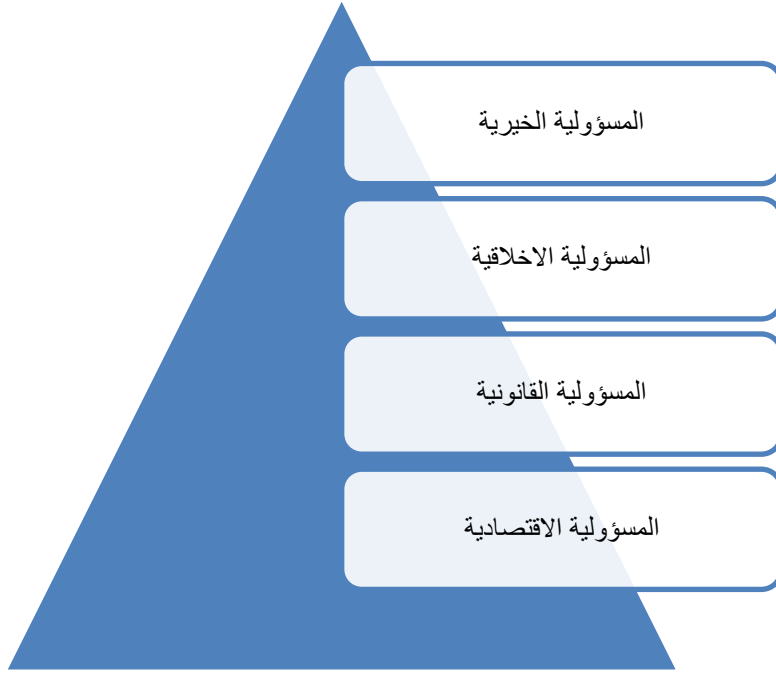 المسؤولية الخيرية
المسؤولية الاخلاقية
المسؤولية القانونية
المسؤولية الاقتصادية